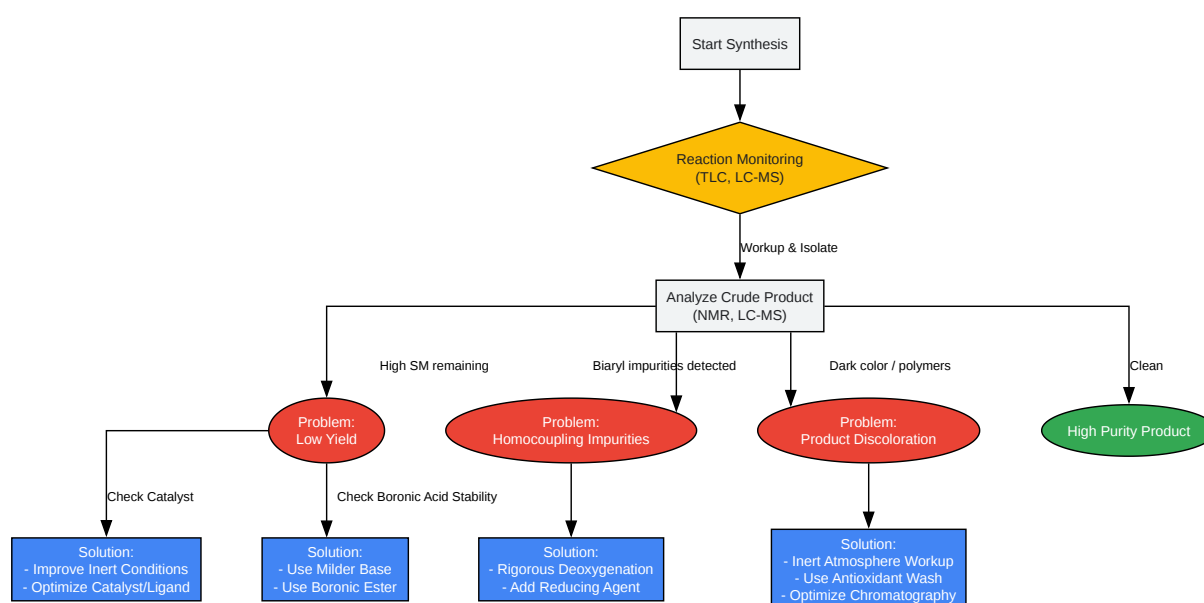 Start Synthesis
Reaction Monitoring
(TLC, LC-MS)
Workup & Isolate
Analyze Crude Product
(NMR, LC-MS)
High SM remaining
Biaryl impurities detected
Dark color / polymers
Clean
Problem:
Low Yield
Problem:
Homocoupling Impurities
Problem:
Product Discoloration
High Purity Product
Check Catalyst
Check Boronic Acid Stability
Solution:
- Improve Inert Conditions
- Optimize Catalyst/Ligand
Solution:
- Use Milder Base
- Use Boronic Ester
Solution:
- Rigorous Deoxygenation
- Add Reducing Agent
Solution:
- Inert Atmosphere Workup
- Use Antioxidant Wash
- Optimize Chromatography